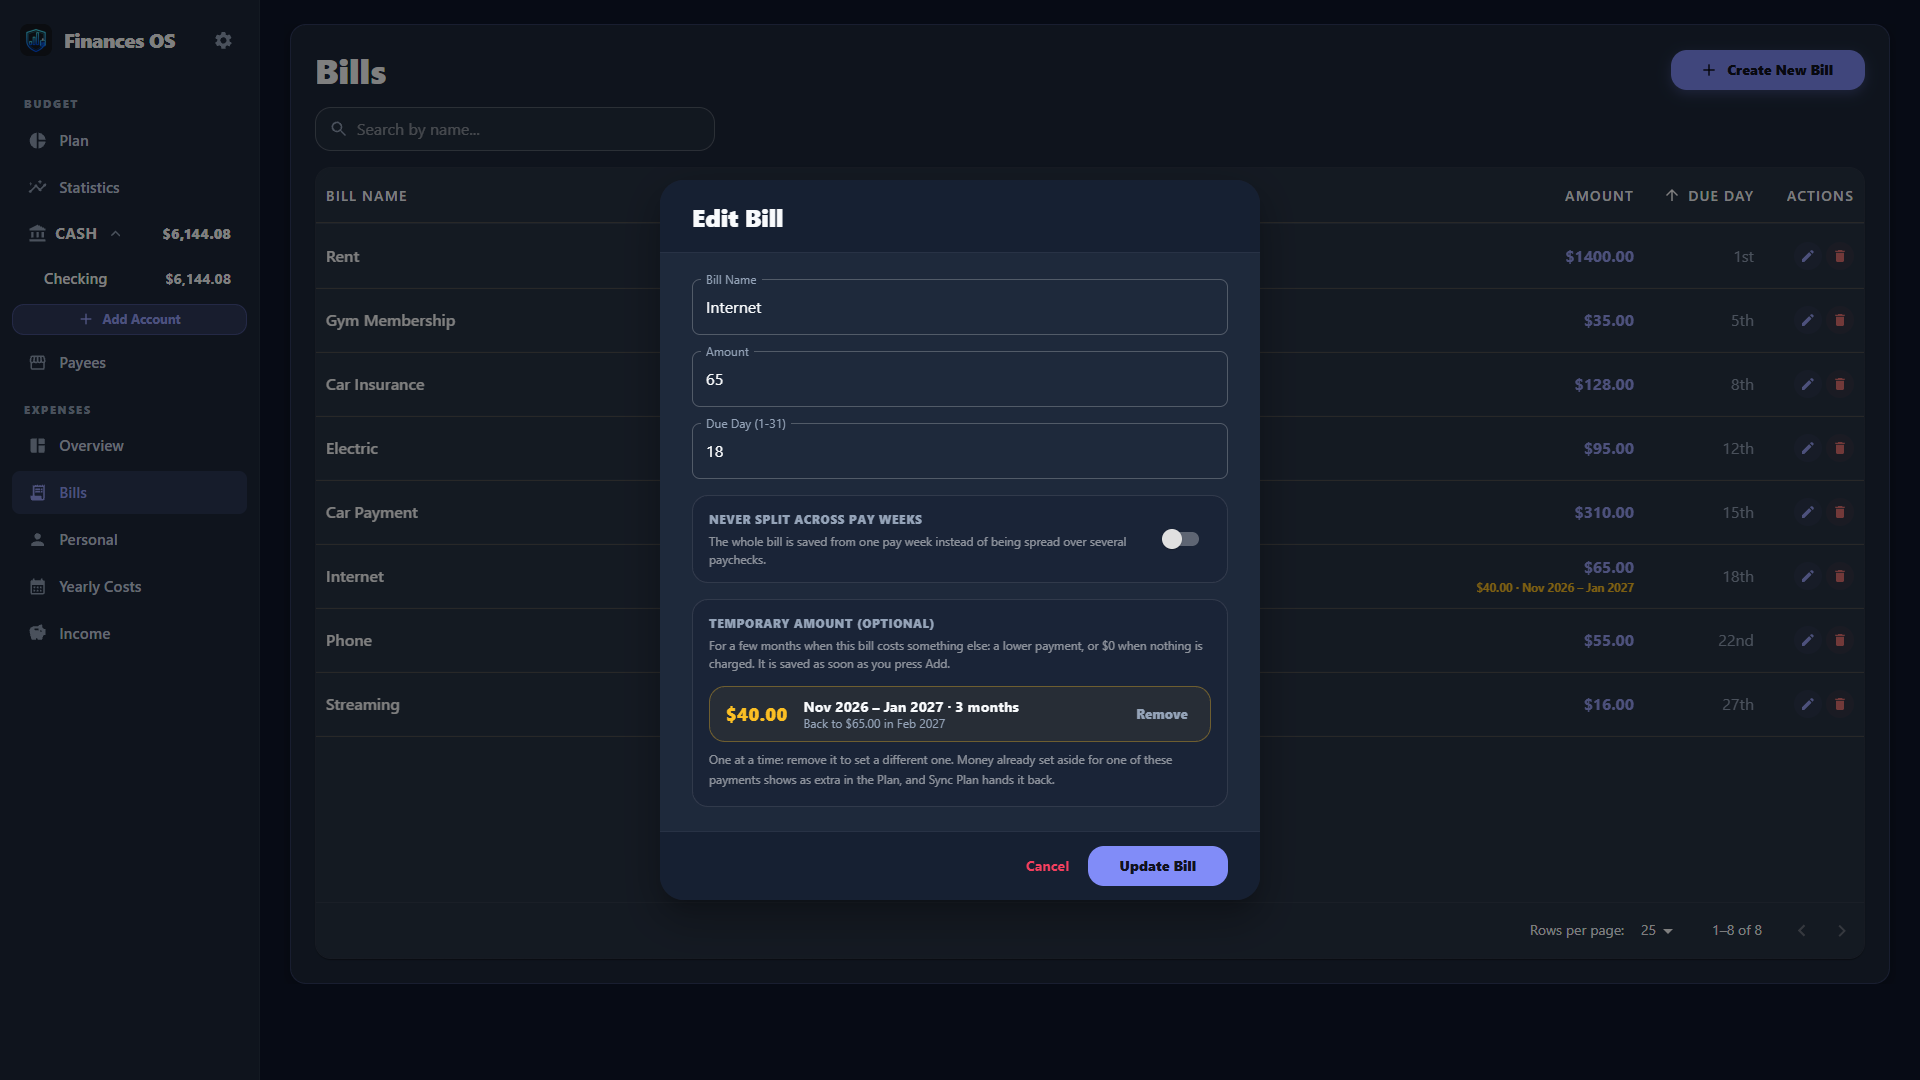 Finances OS
BUDGET
Plan
Statistics
CASH $6,144.08
Checking $6,144.08
+ Add Account
Payees
EXPENSES
Overview
Bills
Personal
Yearly Costs
Income
Bills
+ Create New Bill
Search by name...
BILL NAME AMOUNT ↑ DUE DAY ACTIONS
Rent $1400.00 1st
Gym Membership $35.00 5th
Car Insurance $128.00 8th
Electric $95.00 12th
Car Payment $310.00 15th
Internet $65.00 18th
$40.00 · Nov 2026 – Jan 2027
Phone $55.00 22nd
Streaming $16.00 27th
Rows per page: 25 1–8 of 8
Edit Bill
Bill Name
Internet
Amount
65
Due Day (1-31)
18
NEVER SPLIT ACROSS PAY WEEKS
The whole bill is saved from one pay week instead of being spread over several
paychecks.
TEMPORARY AMOUNT (OPTIONAL)
For a few months when this bill costs something else: a lower payment, or $0 when nothing is
charged. It is saved as soon as you press Add.
$40.00 Nov 2026 – Jan 2027 · 3 months Remove
Back to $65.00 in Feb 2027
One at a time: remove it to set a different one. Money already set aside for one of these
payments shows as extra in the Plan, and Sync Plan hands it back.
Cancel Update Bill